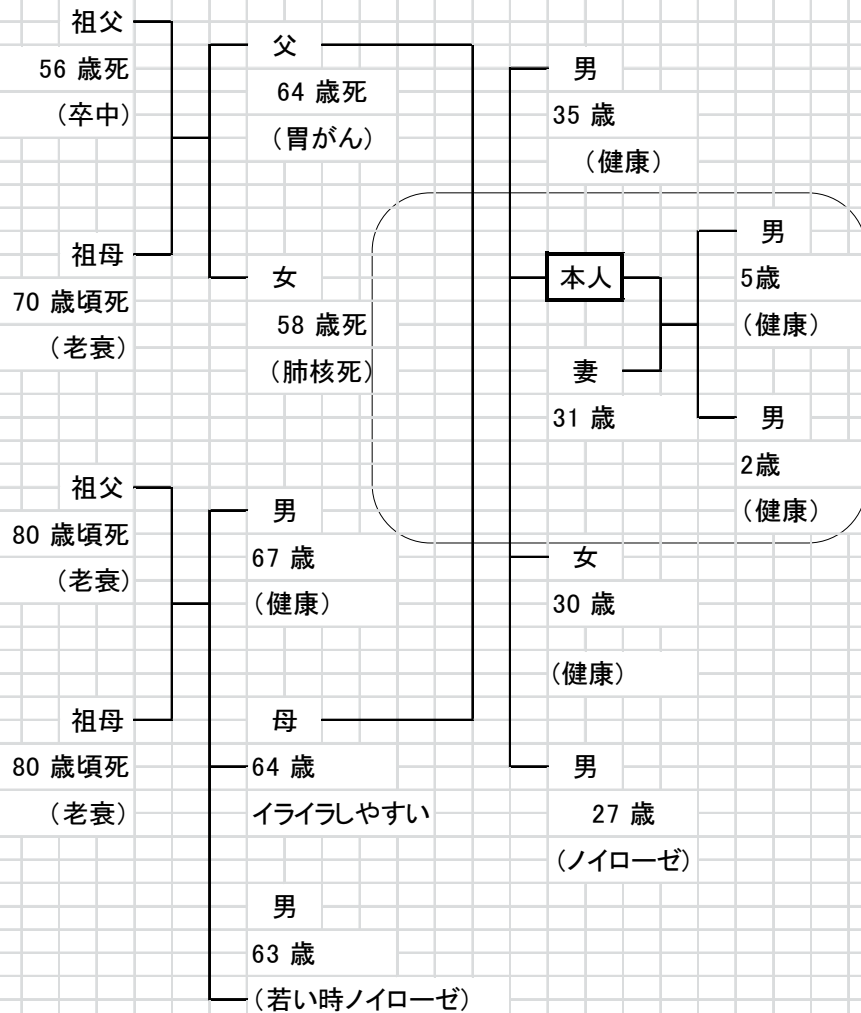 祖父
56 歳死
(卒中)
祖母
70 歳頃死
(老衰)
祖父
80 歳頃死
(老衰)
祖母
80 歳頃死
(老衰)
父
64 歳死
(胃がん)
女
58 歳死
(肺核死)
男
67 歳
(健康)
母
64 歳
イライラしやすい
男
63 歳
(若い時ノイローゼ)
男
35 歳
(健康)
本人
妻
31 歳
女
30 歳
(健康)
男
27 歳
(ノイローゼ)
男
5歳
(健康)
男
2歳
(健康)